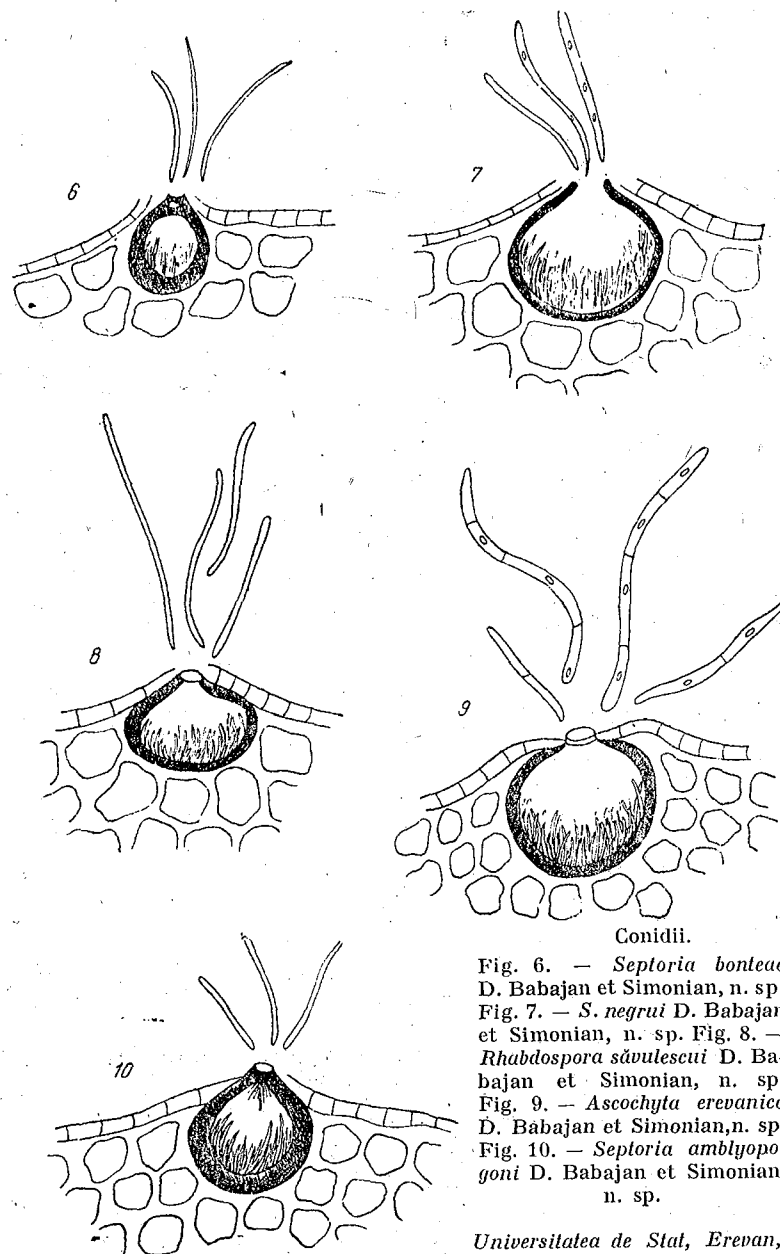 6
7
8
9
10
Conidii.
Fig. 6. — Septoria bonteae
D. Babajan et Simonian, n. sp
Fig. 7. — S. negrui D. Babajan
et Simonian, n. sp. Fig. 8. —
Rhabdospora săvulescui D. Ba-
bajan et Simonian, n. sp
Fig. 9. — Ascochyta erevanica
D. Babajan et Simonian,n. sp
Fig. 10. — Septoria amblyopo
goni D. Babajan et Simonian
n. sp.
Universitatea de Stat, Erevan,